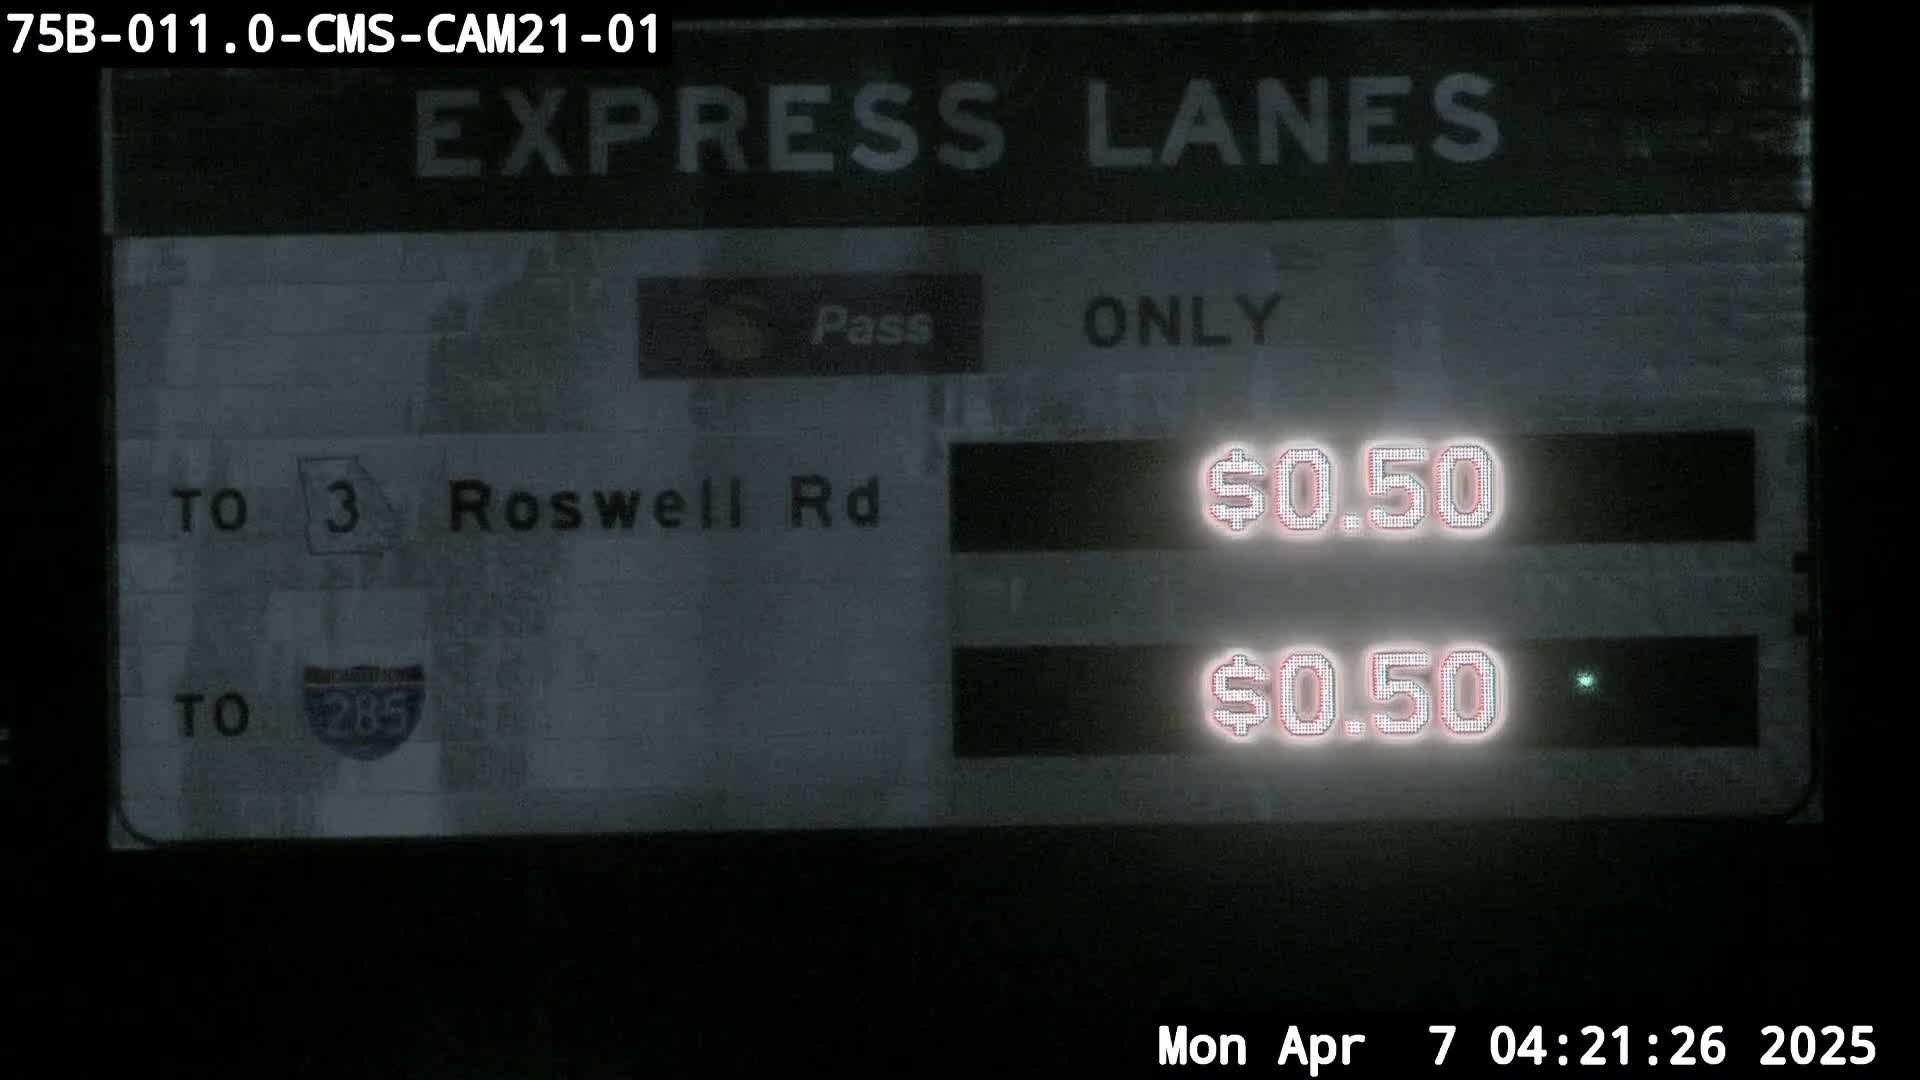 75B-011.0-CMS-CAM21-01
EXPRESS LANES
Pass ONLY
TO 3 Roswell Rd $0.50
TO 285 $0.50
Mon Apr 7 04:21:26 2025